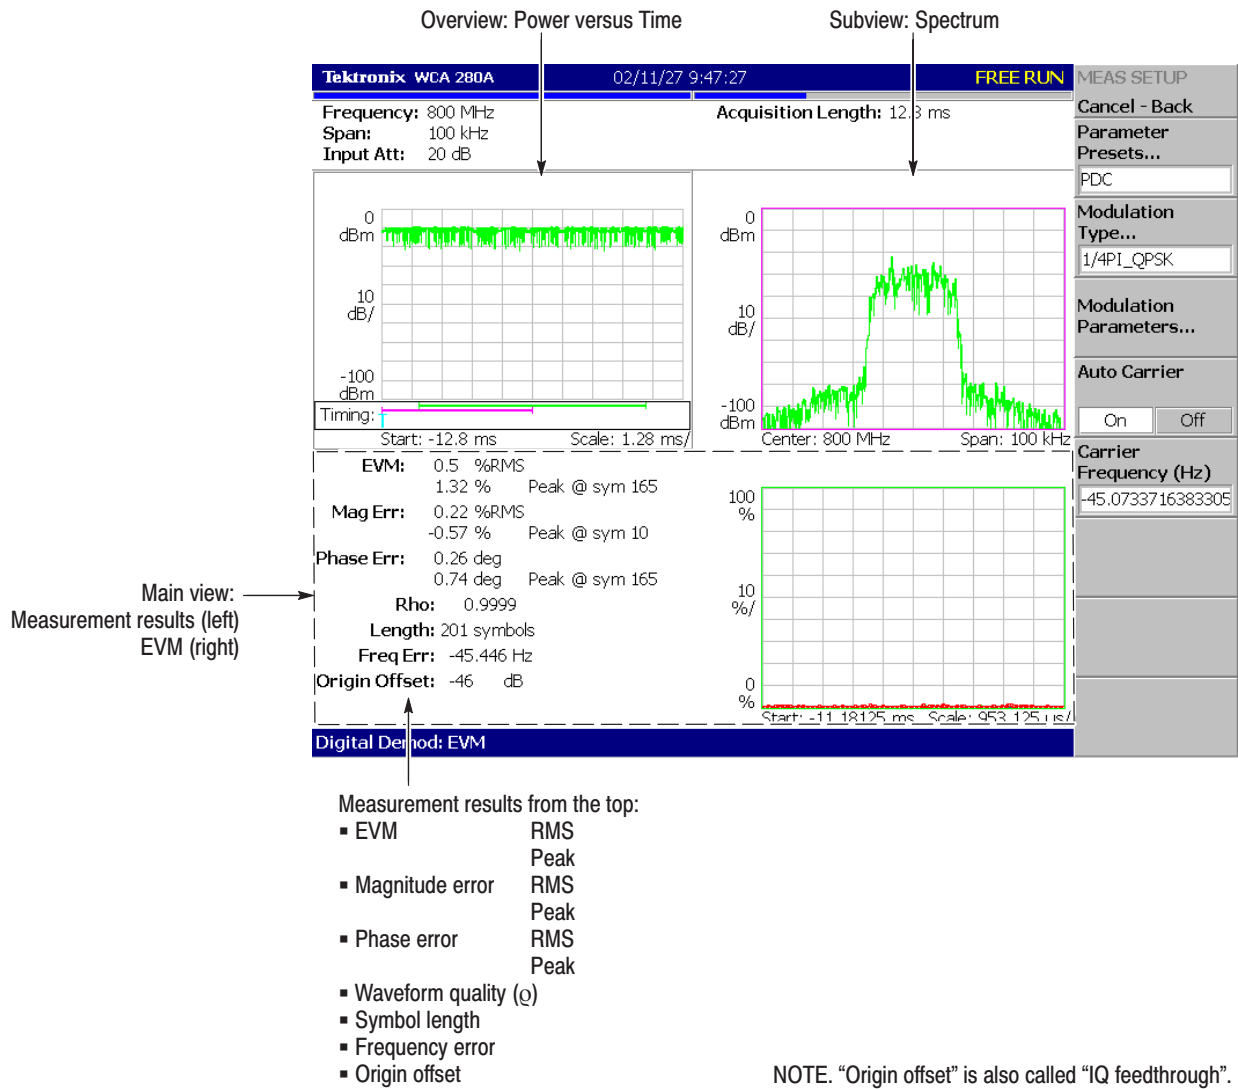 Overview: Power versus Time
Subview: Spectrum
Tektronix WCA 280A 02/11/27 9:47:27 FREE RUN
Frequency: 800 MHz
Span: 100 kHz
Input Att: 20 dB
Acquisition Length: 12.8 ms
0
dBm
10
dB/
-100
dBm
Timing:
Start: -12.8 ms Scale: 1.28 ms/
0
dBm
10
dB/
-100
dBm
Center: 800 MHz Span: 100 kHz
EVM: 0.5 %RMS
1.32 % Peak @ sym 165
Mag Err: 0.22 %RMS
-0.57 % Peak @ sym 10
Phase Err: 0.26 deg
0.74 deg Peak @ sym 165
Rho: 0.9999
Length: 201 symbols
Freq Err: -45.446 Hz
Origin Offset: -46 dB
100
%
10
%/
0
%
Start: -11.18125 ms Scale: 953.125 us/
Digital Demod: EVM
MEAS SETUP
Cancel - Back
Parameter
Presets...
PDC
Modulation
Type...
1/4PI_QPSK
Modulation
Parameters...
Auto Carrier
On Off
Carrier
Frequency (Hz)
-45.0733716383305
Main view:
Measurement results (left)
EVM (right)
Measurement results from the top:
▪ EVM RMS
Peak
▪ Magnitude error RMS
Peak
▪ Phase error RMS
Peak
▪ Waveform quality (ϱ)
▪ Symbol length
▪ Frequency error
▪ Origin offset
NOTE. “Origin offset” is also called “IQ feedthrough”.